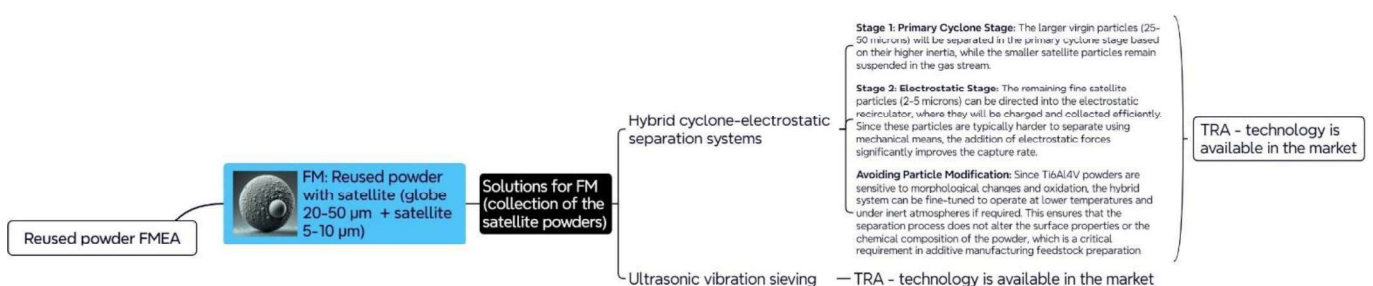 Reused powder FMEA
FM: Reused powder
with satellite (globe
20-50 µm + satellite
5-10 µm)
Solutions for FM
(collection of the
satellite powders)
Hybrid cyclone-electrostatic
separation systems
Stage 1: Primary Cyclone Stage: The larger virgin particles (25-
50 microns) will be separated in the primary cyclone stage based
on their higher inertia, while the smaller satellite particles remain
suspended in the gas stream.
Stage 2: Electrostatic Stage: The remaining fine satellite
particles (2-5 microns) can be directed into the electrostatic
recirculator, where they will be charged and collected efficiently.
Since these particles are typically harder to separate using
mechanical means, the addition of electrostatic forces
significantly improves the capture rate.
Avoiding Particle Modification: Since Ti6Al4V powders are
sensitive to morphological changes and oxidation, the hybrid
system can be fine-tuned to operate at lower temperatures and
under inert atmospheres if required. This ensures that the
separation process does not alter the surface properties or the
chemical composition of the powder, which is a critical
requirement in additive manufacturing feedstock preparation
TRA - technology is
available in the market
Ultrasonic vibration sieving
TRA - technology is available in the market